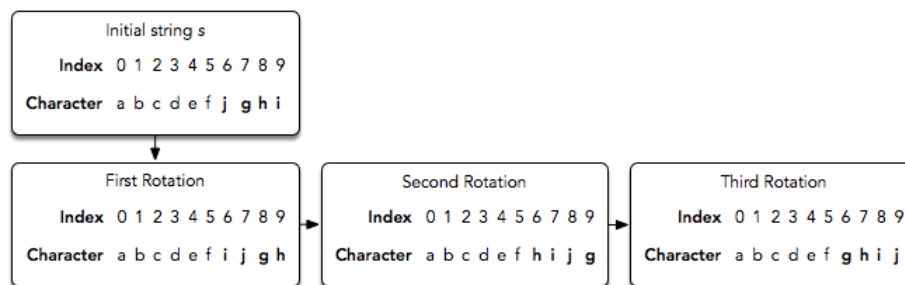 Initial string s
Index 0 1 2 3 4 5 6 7 8 9
Character a b c d e f j g h i
First Rotation
Index 0 1 2 3 4 5 6 7 8 9
Character a b c d e f i j g h
Second Rotation
Index 0 1 2 3 4 5 6 7 8 9
Character a b c d e f h i j g
Third Rotation
Index 0 1 2 3 4 5 6 7 8 9
Character a b c d e f g h i j